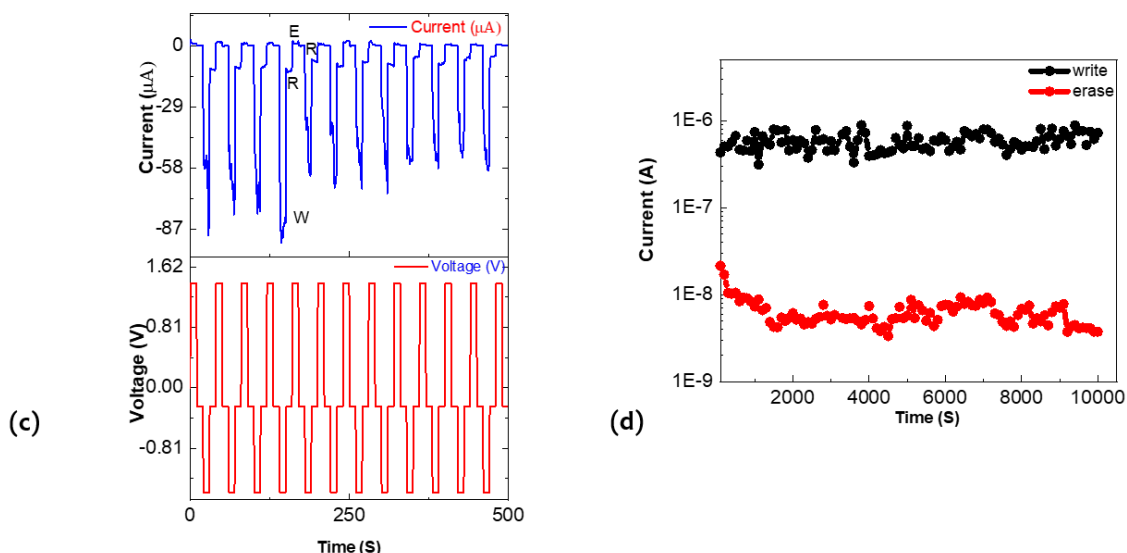 Current (μA)
0
-29
-58
-87
Current (μA)
E
R
R
W
Voltage (V)
1.62
0.81
0.00
-0.81
Voltage (V)
0
250
500
Time (S)
(c)
write
erase
1E-6
1E-7
1E-8
1E-9
Current (A)
2000
4000
6000
8000
10000
Time (S)
(d)